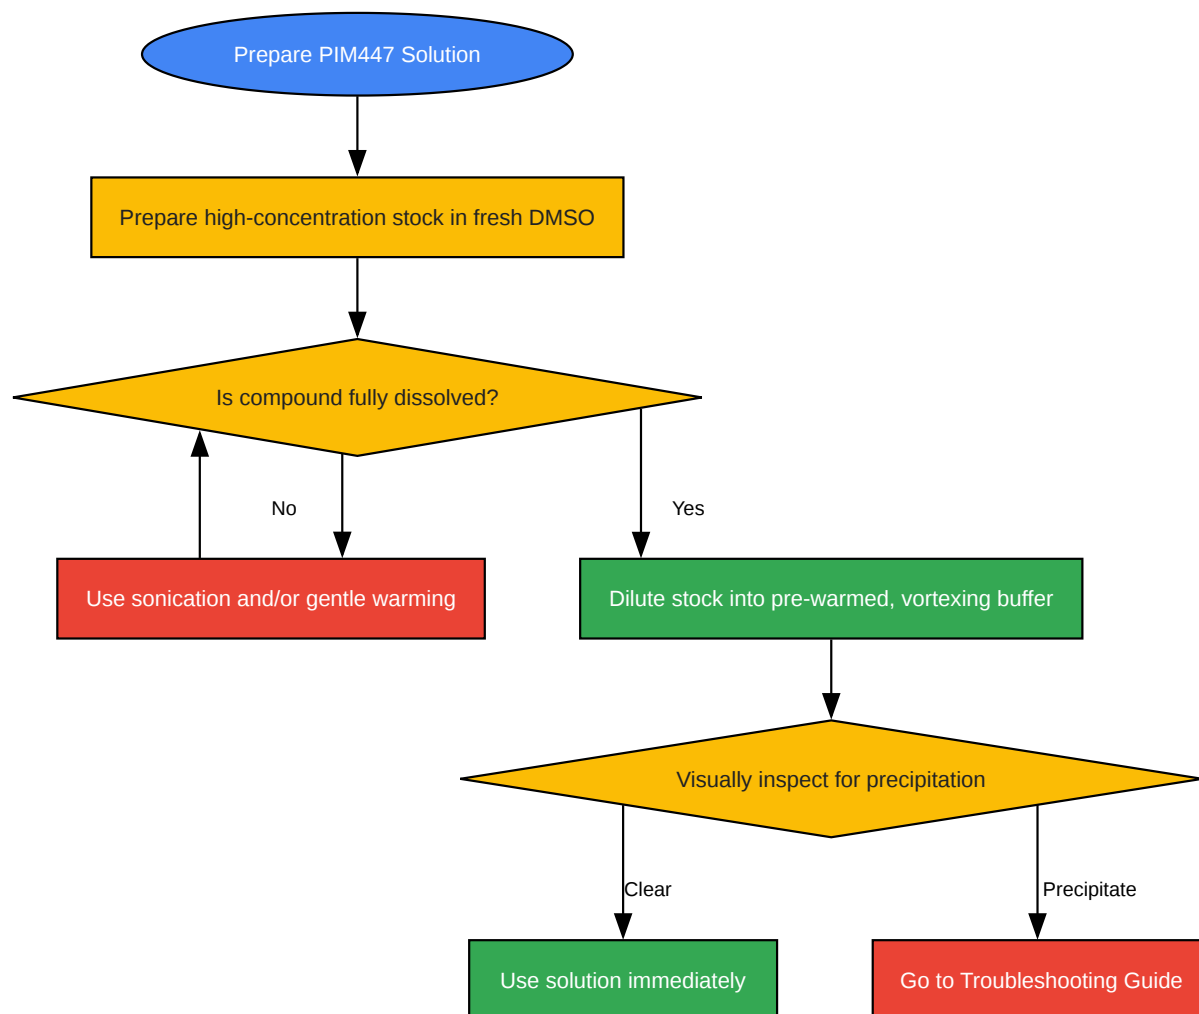 Prepare PIM447 Solution
Prepare high-concentration stock in fresh DMSO
Is compound fully dissolved?
No
Yes
Use sonication and/or gentle warming
Dilute stock into pre-warmed, vortexing buffer
Visually inspect for precipitation
Clear
Precipitate
Use solution immediately
Go to Troubleshooting Guide